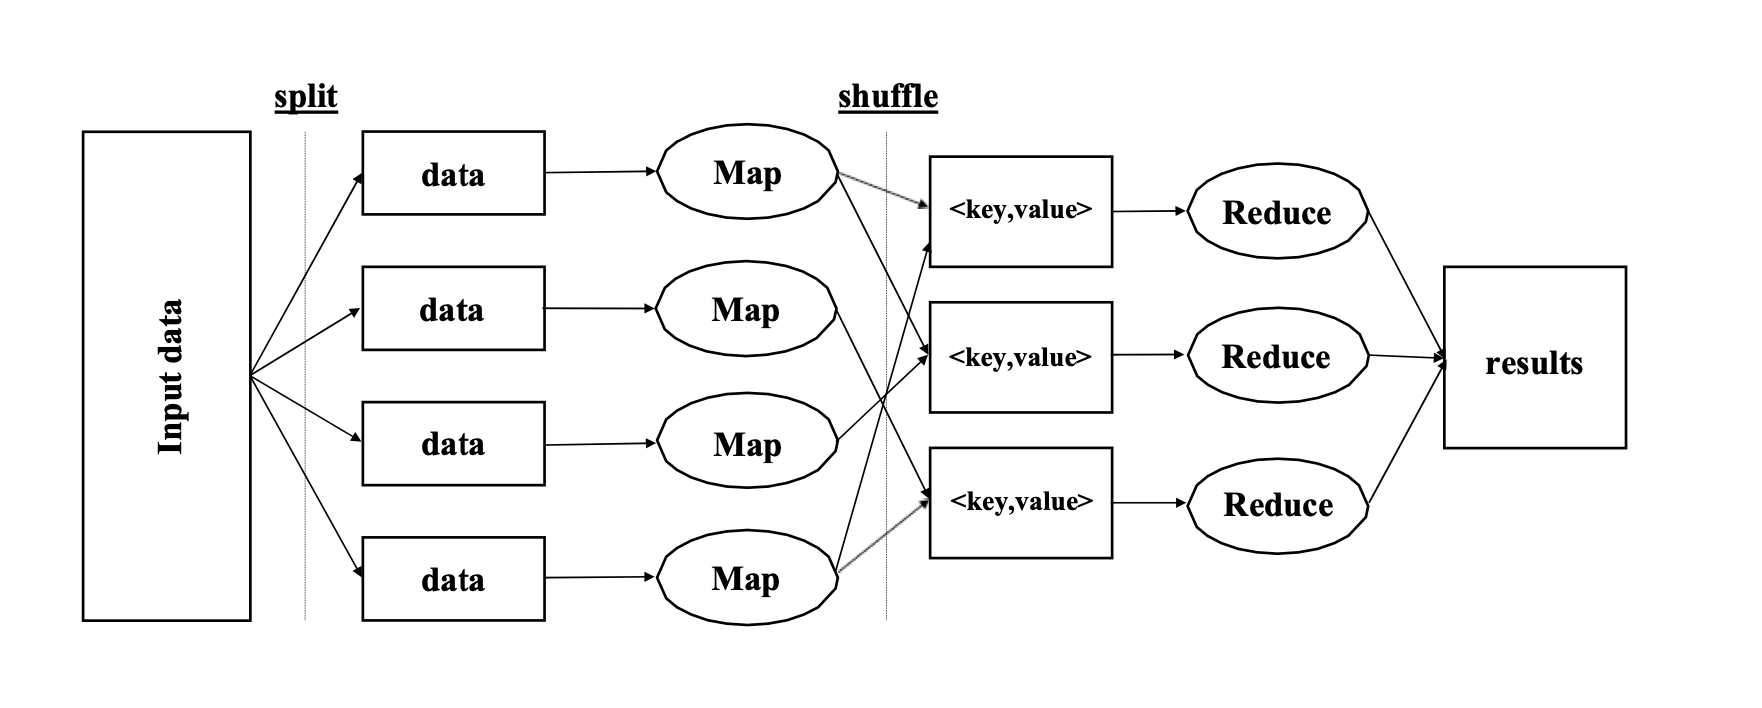 split
shuffle
Input data
data
Map
<key,value>
Reduce
data
Map
<key,value>
Reduce
results
data
Map
<key,value>
Reduce
data
Map